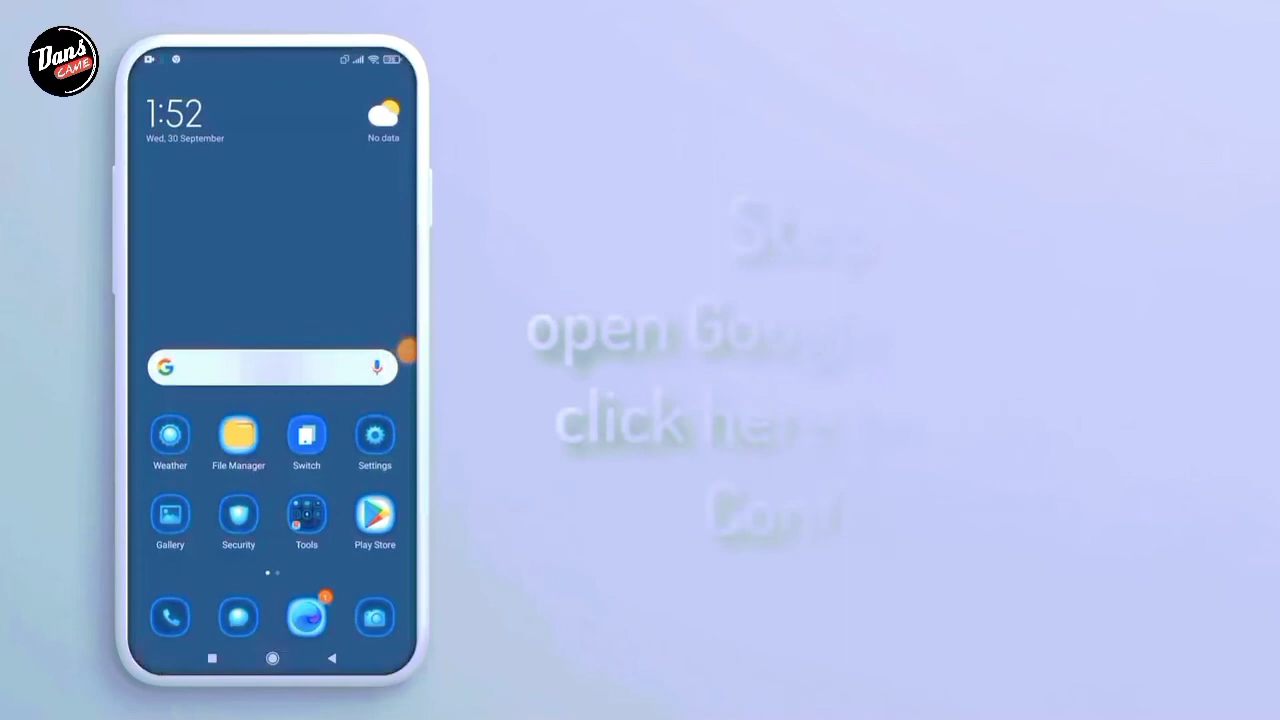 Dans
GAME
1:52
Wed, 30 September
No data
Weather
File Manager
Switch
Settings
Gallery
Security
Tools
Play Store
1
open
click